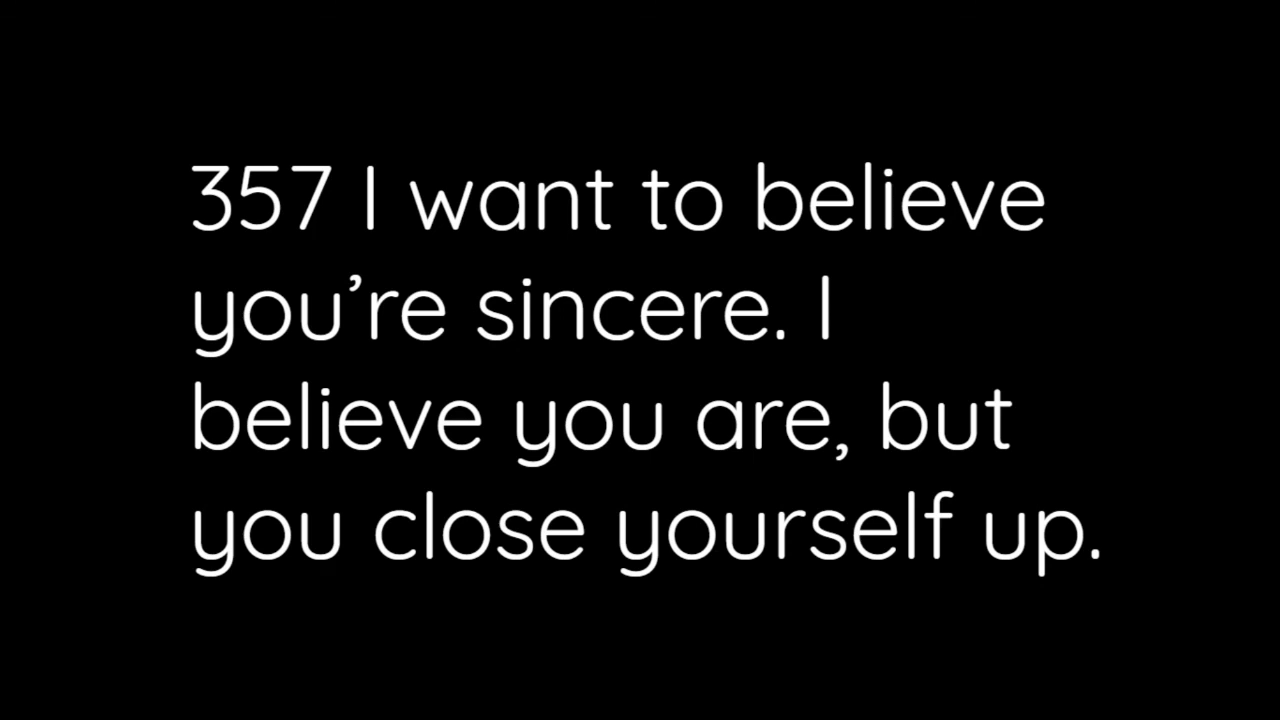 357 I want to believe
you’re sincere. I
believe you are, but
you close yourself up.